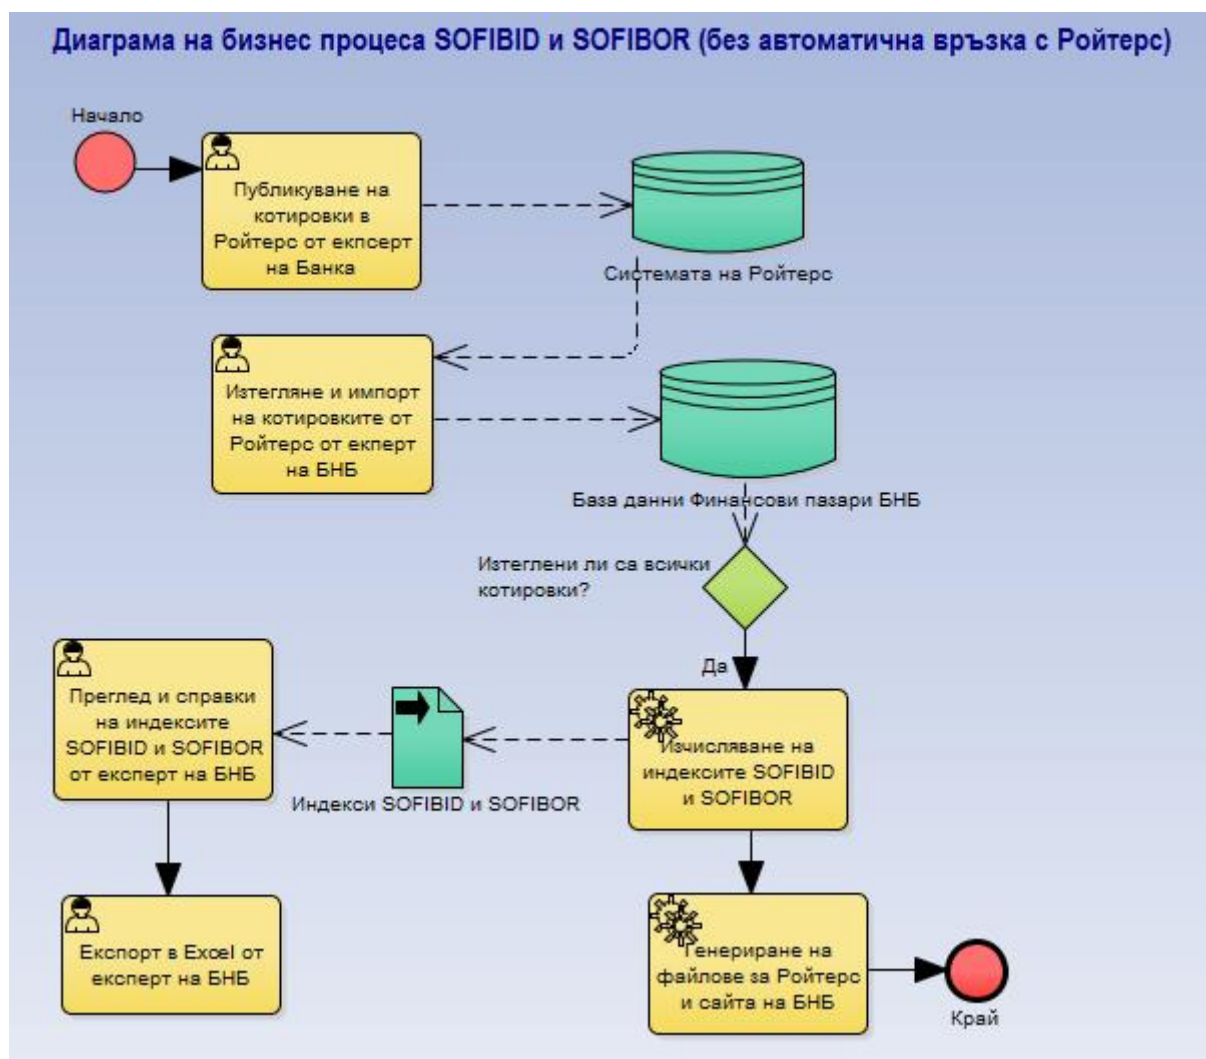 Диаграма на бизнес процеса SOFIBID и SOFIBOR (без автоматична връзка с Ройтерс)
Начало
Публикуване на
котировки в
Ройтерс от експсерт
на Банка
Системата на Ройтерс
Изтегляне и импорт
на котировките от
Ройтерс от екперт
на БНБ
База данни Финансови пазари БНБ
Изтеглени ли са всички
котировки?
Да
Изчисляване на
индексите SOFIBID
и SOFIBOR
Индекси SOFIBID и SOFIBOR
Преглед и справки
на индексите
SOFIBID и SOFIBOR
от експерт на БНБ
Експорт в Excel от
експерт на БНБ
Генериране на
файлове за Ройтерс
и сайта на БНБ
Край